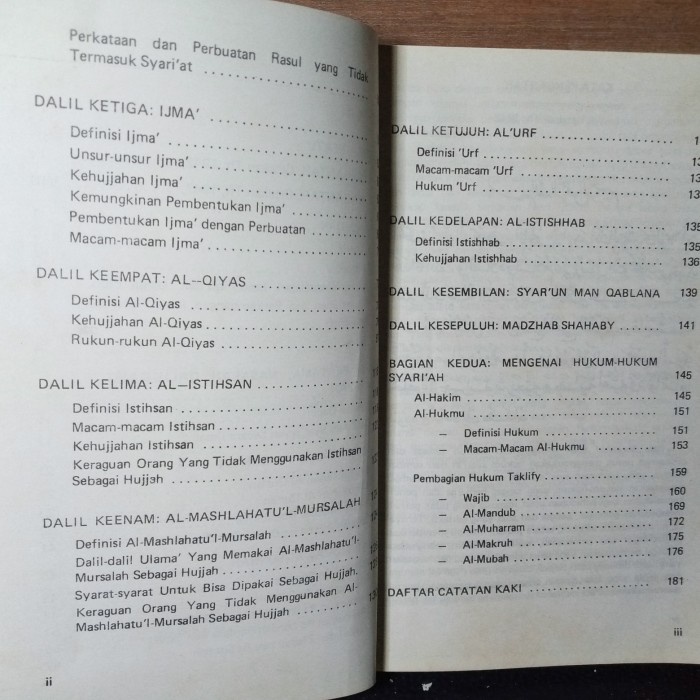 Perkataan dan Perbuatan Rasul yang Tidak
Termasuk Syari'at ....................
DALIL KETIGA: IJMA' ....................
Definisi Ijma' ....................
Unsur-unsur Ijma' ....................
Kehujjahan Ijma' ....................
Kemungkinan Pembentukan Ijma' ..........
Pembentukan Ijma' dengan Perbuatan ........
Macam-macam Ijma' ....................
DALIL KEEMPAT: AL--QIYAS ..............
Definisi Al-Qiyas ....................
Kehujjahan Al-Qiyas ....................
Rukun-rukun Al-Qiyas ....................
DALIL KELIMA: AL—ISTIHSAN ..............
Definisi Istihsan ....................
Macam-macam Istihsan ....................
Kehujjahan Istihsan ....................
Keraguan Orang Yang Tidak Menggunakan Istihsan
Sebagai Hujjah ....................
DALIL KEENAM: AL-MASHLAHATU'L-MURSALAH
Definisi Al-Mashlahatu'l-Mursalah ..........
Dalil-dalil Ulama' Yang Memakai Al-Mashlahatu'l-
Mursalah Sebagai Hujjah ....................
Syarat-syarat Untuk Bisa Dipakai Sebagai Hujjah.
Keraguan Orang Yang Tidak Menggunakan Al-
Mashlahatu'l-Mursalah Sebagai Hujjah ..........
ii
DALIL KETUJUH: AL'URF ....................
Definisi 'Urf ....................
Macam-macam 'Urf ....................
Hukum 'Urf ....................
DALIL KEDELAPAN: AL-ISTISHHAB .......... 135
Definisi Istishhab .................... 135
Kehujjahan Istishhab .................... 136
DALIL KESEMBILAN: SYAR'UN MAN QABLANA 139
DALIL KESEPULUH: MADZHAB SHAHABY ....... 141
BAGIAN KEDUA: MENGENAI HUKUM-HUKUM
SYARI'AH 145
Al-Hakim .................... 145
Al-Hukmu .................... 151
— Definisi Hukum .................... 151
— Macam-Macam Al-Hukmu .......... 153
Pembagian Hukum Taklify .......... 159
— Wajib .................... 160
— Al-Mandub .................... 169
— Al-Muharram .................... 172
— Al-Makruh .................... 175
— Al-Mubah .................... 176
DAFTAR CATATAN KAKI .................... 181
iii